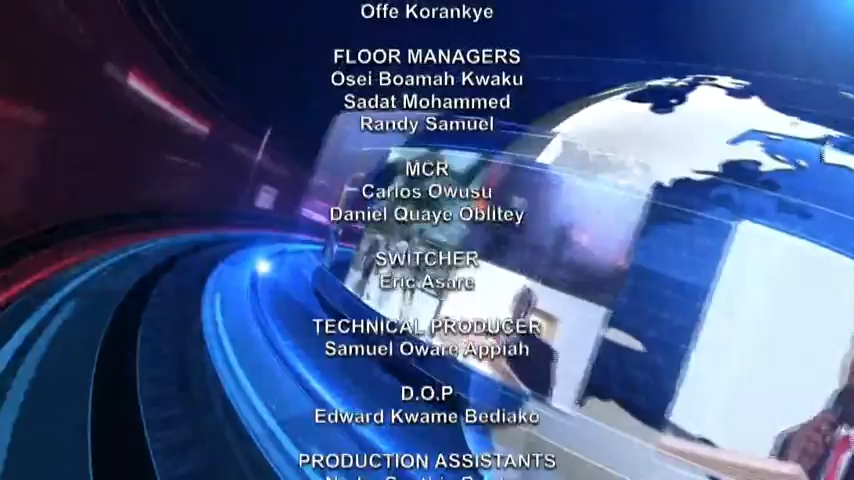 Offe Korankye
FLOOR MANAGERS
Osei Boamah Kwaku
Sadat Mohammed
Randy Samuel
MCR
Carlos Owusu
Daniel Quaye Oblitey
SWITCHER
Eric Asare
TECHNICAL PRODUCER
Samuel Oware Appiah
D.O.P
Edward Kwame Bediako
PRODUCTION ASSISTANTS